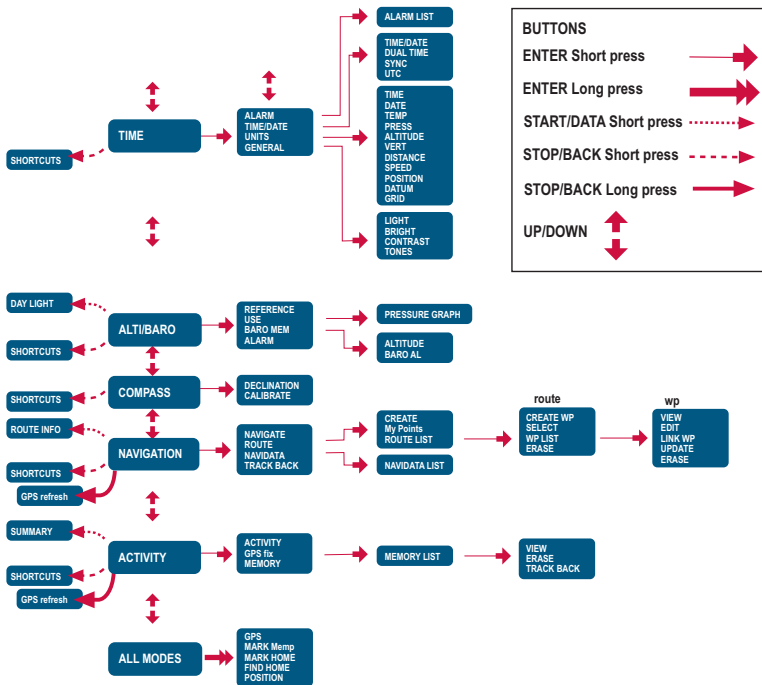 ALARM LIST
TIME/DATE
DUAL TIME
SYNC
UTC
TIME
ALARM
TIME/DATE
UNITS
GENERAL
TIME
DATE
TEMP
PRESS
ALTITUDE
VERT
DISTANCE
SPEED
POSITION
DATUM
GRID
SHORTCUTS
LIGHT
BRIGHT
CONTRAST
TONES
BUTTONS
ENTER Short press
ENTER Long press
START/DATA Short press
STOP/BACK Short press
STOP/BACK Long press
UP/DOWN
DAY LIGHT
ALTI/BARO
SHORTCUTS
REFERENCE
USE
BARO MEM
ALARM
PRESSURE GRAPH
ALTITUDE
BARO AL
COMPASS
SHORTCUTS
DECLINATION
CALIBRATE
ROUTE INFO
NAVIGATION
SHORTCUTS
GPS refresh
NAVIGATE
ROUTE
NAVIDATA
TRACK BACK
CREATE
My Points
ROUTE LIST
NAVIDATA LIST
route
CREATE WP
SELECT
WP LIST
ERASE
wp
VIEW
EDIT
LINK WP
UPDATE
ERASE
SUMMARY
ACTIVITY
SHORTCUTS
GPS refresh
ACTIVITY
GPS fix
MEMORY
MEMORY LIST
VIEW
ERASE
TRACK BACK
ALL MODES
GPS
MARK Memp
MARK HOME
FIND HOME
POSITION